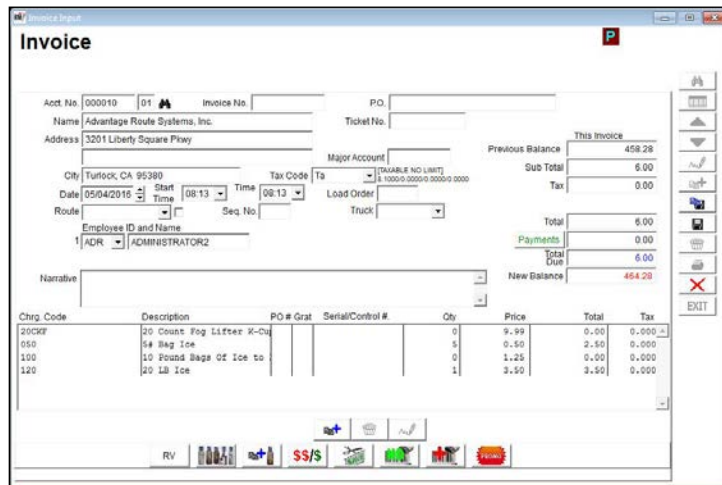 Invoice Input
Invoice
P
Acct. No. 000010 01 Invoice No. P.O.
Name Advantage Route Systems, Inc. Ticket No.
Address 3201 Liberty Square Pkwy
This Invoice
Major Account Previous Balance 458.28
City Turlock, CA 95380 Tax Code Ta [TAXABLE NO LIMIT] Sub Total 6.00
Date 05/04/2016 Start Time 08:13 Time 08:13 Load Order Tax 0.00
Route Seq. No. Truck
Total 6.00
Employee ID and Name
1 ADR ADMINISTRATOR2 Payments 0.00
Total Due 6.00
Narrative New Balance 464.28
Chrg. Code Description PO # Grat Serial/Control #. Qty Price Total Tax
20CKF 20 Count Fog Lifter K-Cup 0 9.99 0.00 0.000
050 5# Bag Ice 5 0.50 2.50 0.000
100 10 Pound Bags Of Ice to 0 1.25 0.00 0.000
120 20 LB Ice 1 3.50 3.50 0.000
EXIT
RV $$/$ PROMO